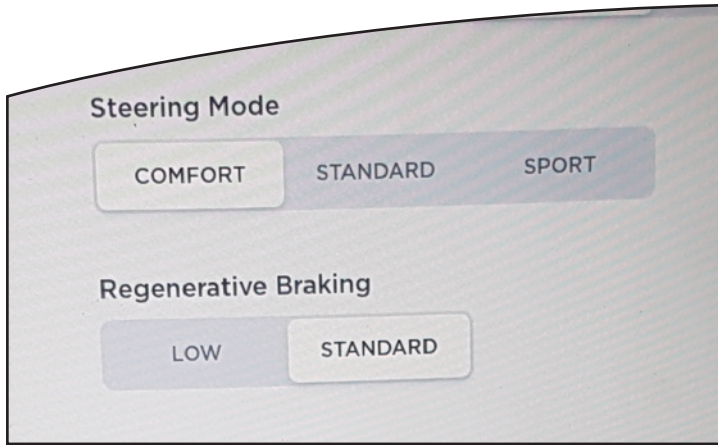 Steering Mode
COMFORT STANDARD SPORT
Regenerative Braking
LOW STANDARD